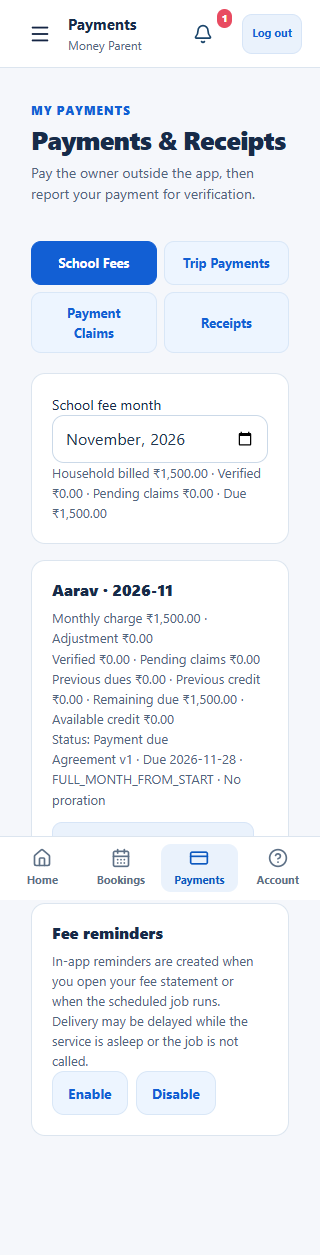 Payments
Money Parent
1
Log out
MY PAYMENTS
Payments & Receipts
Pay the owner outside the app, then
report your payment for verification.
School Fees
Trip Payments
Payment
Claims
Receipts
School fee month
November, 2026
Household billed ₹1,500.00 · Verified
₹0.00 · Pending claims ₹0.00 · Due
₹1,500.00
Aarav · 2026-11
Monthly charge ₹1,500.00 ·
Adjustment ₹0.00
Verified ₹0.00 · Pending claims ₹0.00
Previous dues ₹0.00 · Previous credit
₹0.00 · Remaining due ₹1,500.00 ·
Available credit ₹0.00
Status: Payment due
Agreement v1 · Due 2026-11-28 ·
FULL_MONTH_FROM_START · No
proration
Home
Bookings
Payments
Account
Fee reminders
In-app reminders are created when
you open your fee statement or
when the scheduled job runs.
Delivery may be delayed while the
service is asleep or the job is not
called.
Enable
Disable